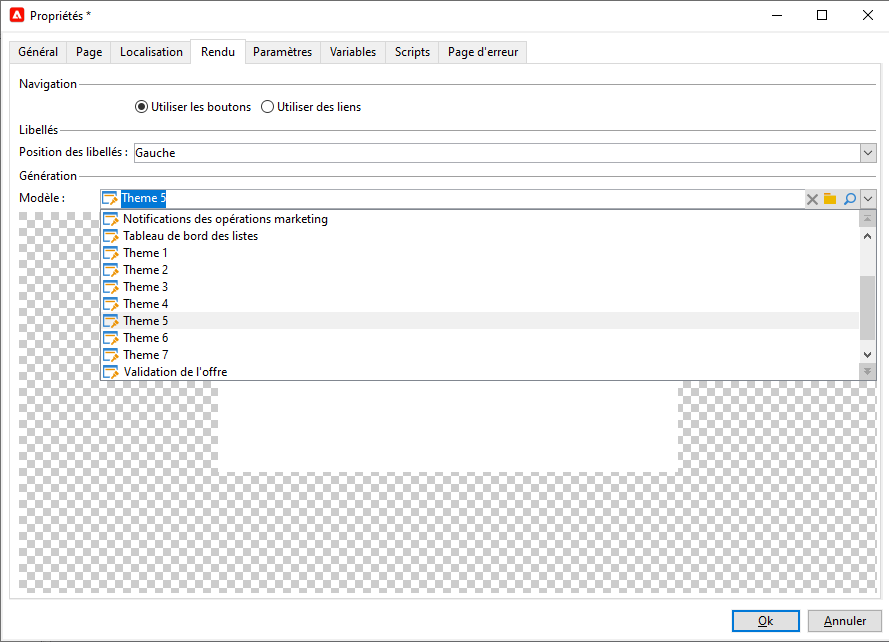 Propriétés *
Général Page Localisation Rendu Paramètres Variables Scripts Page d'erreur
Navigation
Utiliser les boutons Utiliser des liens
Libellés
Position des libellés : Gauche
Génération
Modèle : Theme 5
Notifications des opérations marketing
Tableau de bord des listes
Theme 1
Theme 2
Theme 3
Theme 4
Theme 5
Theme 6
Theme 7
Validation de l'offre
Ok Annuler